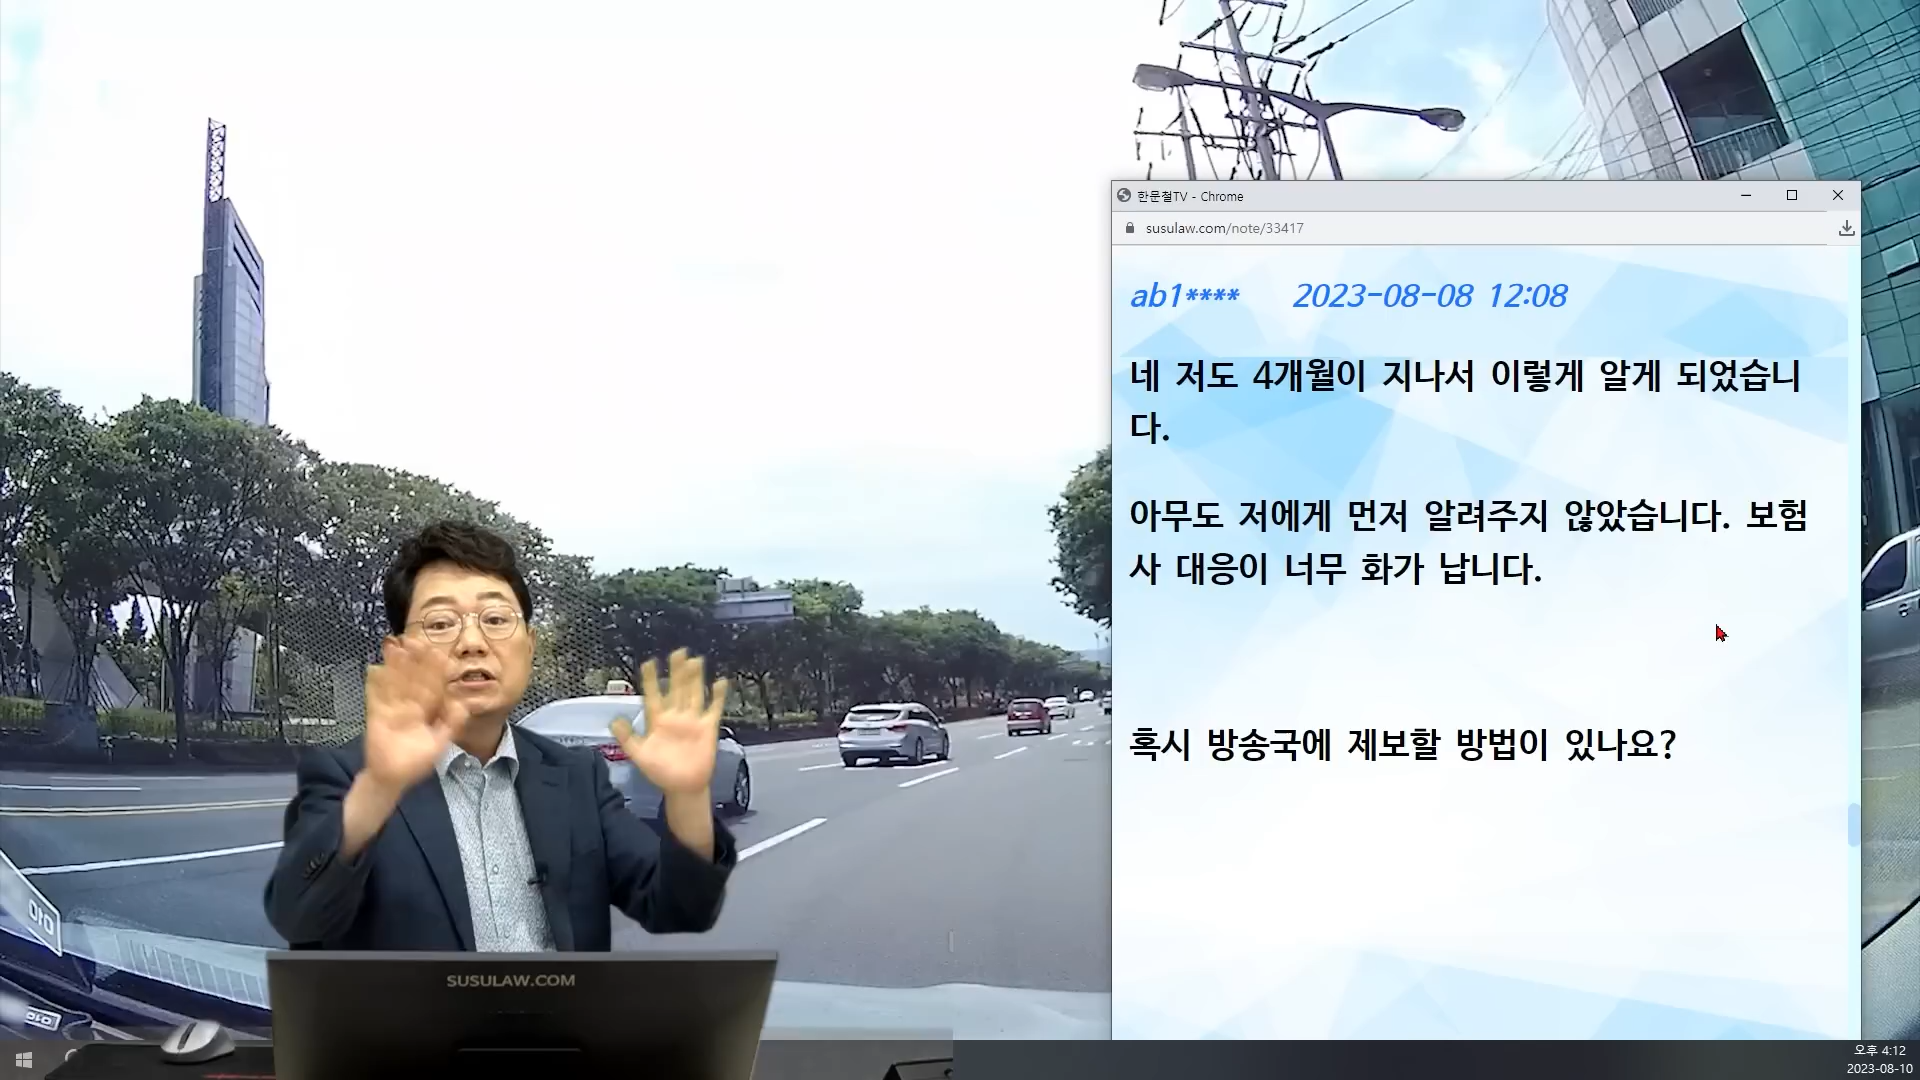 한문철TV - Chrome
susulaw.com/note/33417
ab1**** 2023-08-08 12:08
네 저도 4개월이 지나서 이렇게 알게 되었습니
다.
아무도 저에게 먼저 알려주지 않았습니다. 보험
사 대응이 너무 화가 납니다.
혹시 방송국에 제보할 방법이 있나요?
SUSULAW.COM
오후 4:12
2023-08-10